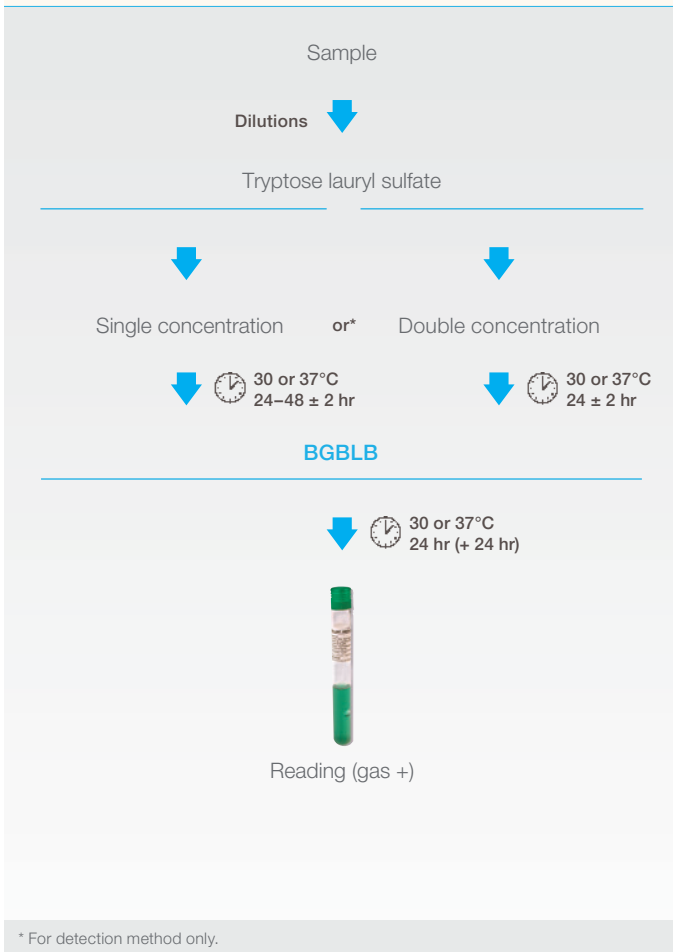 Sample
Dilutions
Tryptose lauryl sulfate
Single concentration or* Double concentration
30 or 37°C 30 or 37°C
24–48 ± 2 hr 24 ± 2 hr
BGBLB
30 or 37°C
24 hr (+ 24 hr)
Reading (gas +)
* For detection method only.